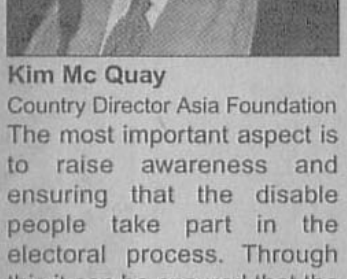 Kim Mc Quay
Country Director Asia Foundation
The most important aspect is
to raise awareness and
ensuring that the disable
people take part in the
electoral process. Through